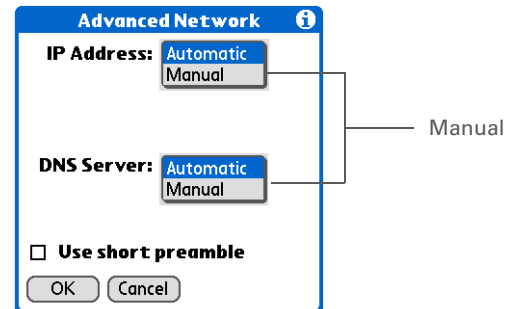 Advanced Network
IP Address: Automatic
Manual
Manual
DNS Server: Automatic
Manual
Use short preamble
OK Cancel